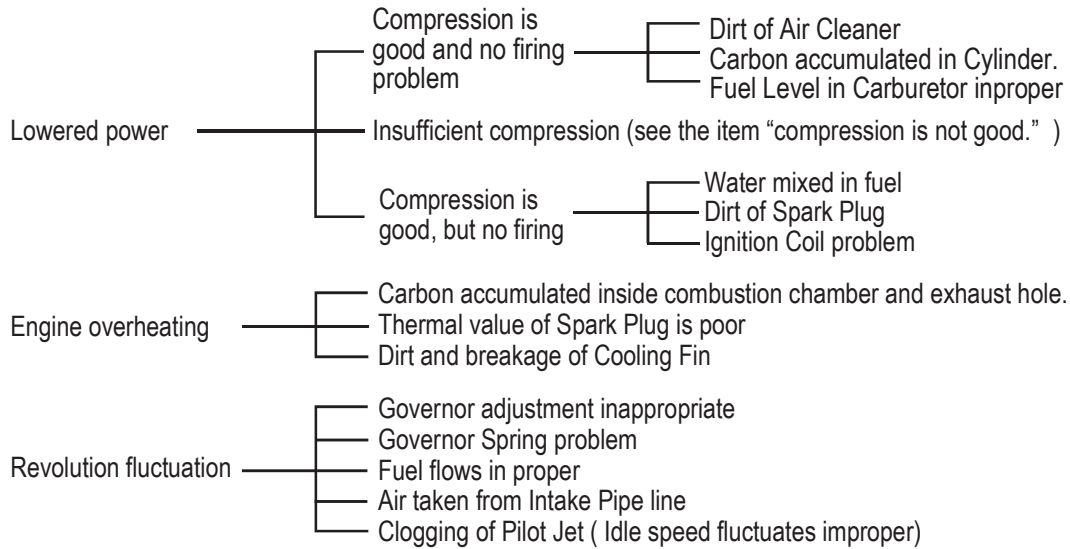 Compression is
good and no firing
problem
Dirt of Air Cleaner
Carbon accumulated in Cylinder.
Fuel Level in Carburetor inproper
Lowered power
Insufficient compression (see the item “compression is not good.” )
Compression is
good, but no firing
Water mixed in fuel
Dirt of Spark Plug
Ignition Coil problem
Engine overheating
Carbon accumulated inside combustion chamber and exhaust hole.
Thermal value of Spark Plug is poor
Dirt and breakage of Cooling Fin
Revolution fluctuation
Governor adjustment inappropriate
Governor Spring problem
Fuel flows in proper
Air taken from Intake Pipe line
Clogging of Pilot Jet ( Idle speed fluctuates improper)